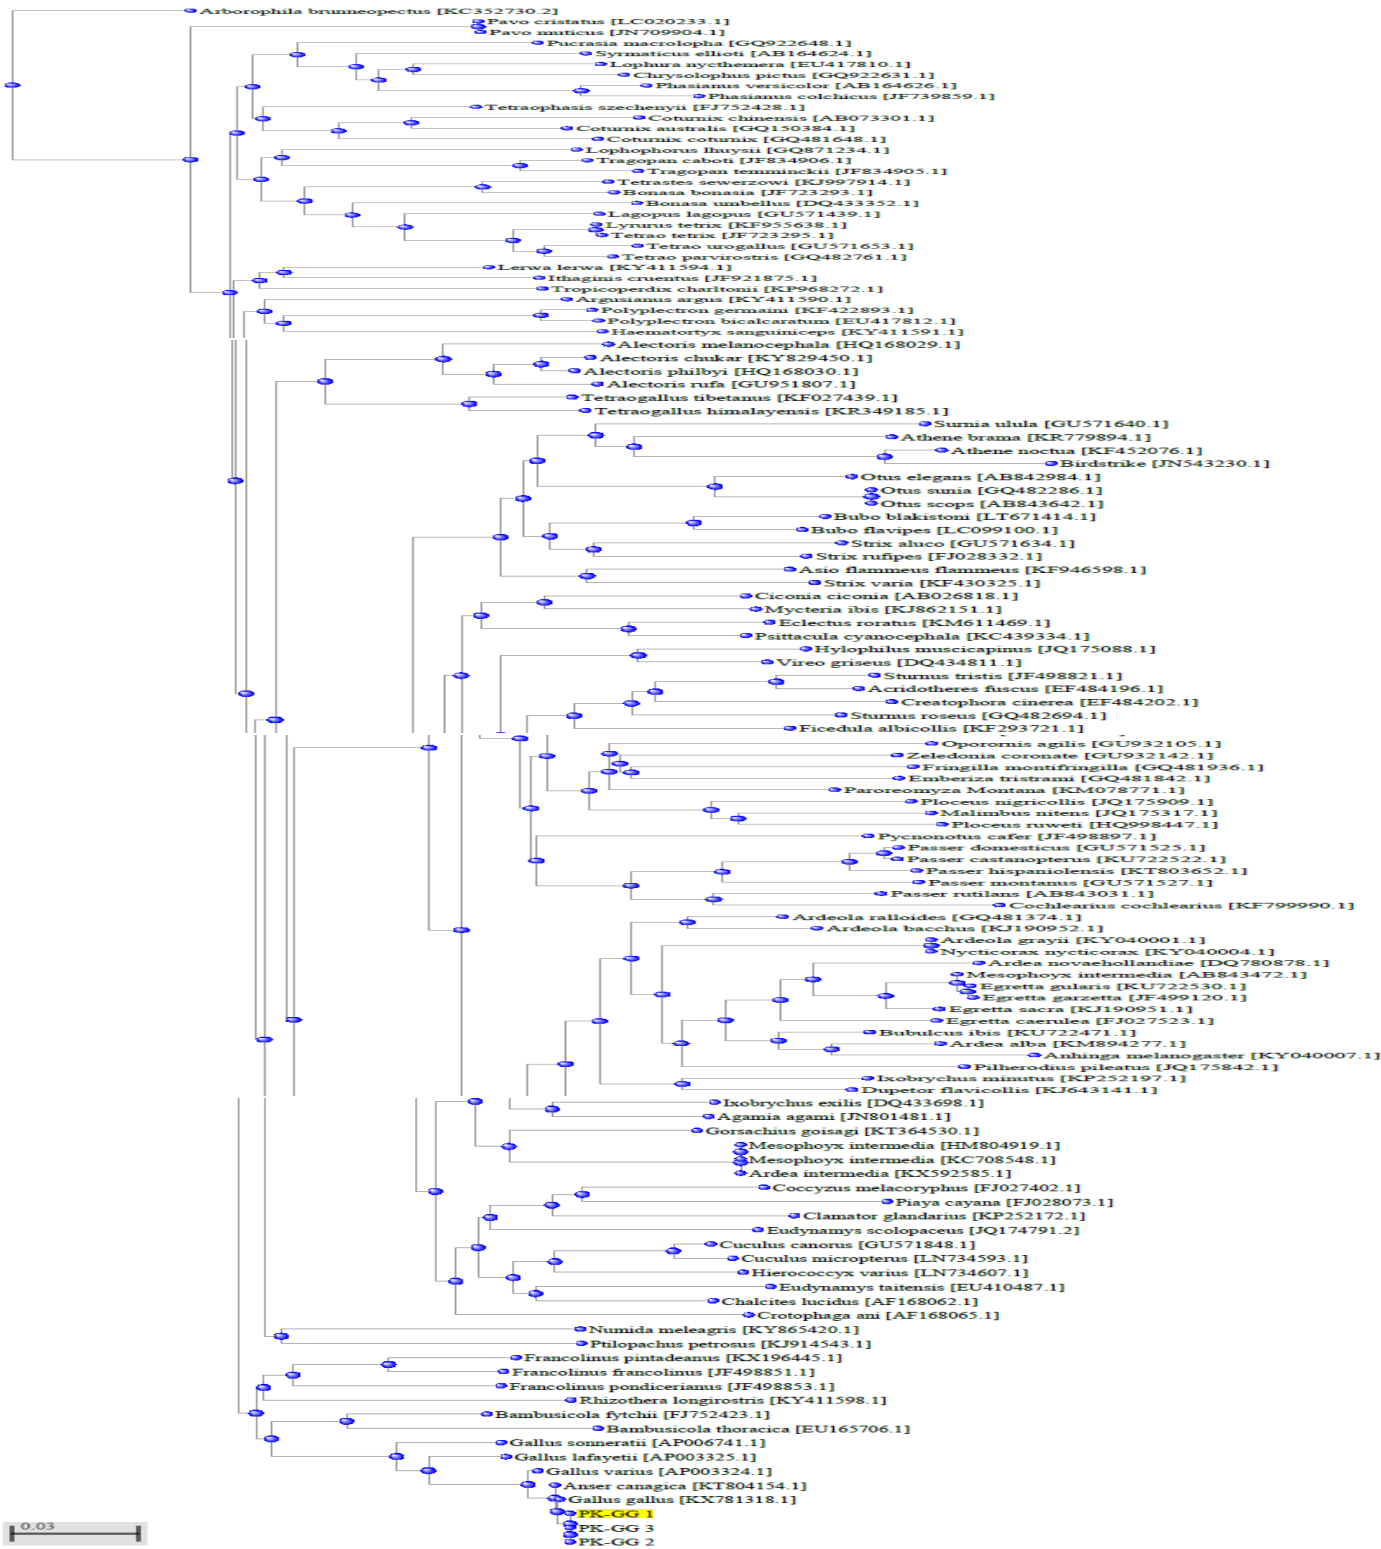 Arborophila brunneopectus [KC352730.2]
Pavo cristatus [LC020233.1]
Pavo muticus [JN709904.1]
Pucrasia macrolopha [GQ922648.1]
Syrmaticus ellioti [AB164624.1]
Lophura nycthemera [EU417810.1]
Chrysolophus pictus [GQ922631.1]
Phasianus versicolor [AB164626.1]
Phasianus colchicus [JF739859.1]
Tetraophasis szechenyii [FJ752428.1]
Coturnix chinensis [AB073301.1]
Coturnix australis [GQ150384.1]
Coturnix coturnix [GQ481648.1]
Lophophorus lhuysii [GQ871234.1]
Tragopan caboti [JF834906.1]
Tragopan temminckii [JF834905.1]
Tetrastes sewerzowi [KJ997914.1]
Bonasa bonasia [JF723293.1]
Bonasa umbellus [DQ433352.1]
Lagopus lagopus [GU571439.1]
Lyrurus tetrix [KF955638.1]
Tetrao tetrix [JF723295.1]
Tetrao urogallus [GU571653.1]
Tetrao parvirostris [GQ482761.1]
Lerwa lerwa [KY411594.1]
Ithaginis cruentus [JF921875.1]
Tropicoperdix charltonii [KP968272.1]
Argusianus argus [KY411590.1]
Polyplectron germaini [KF422893.1]
Polyplectron bicalcaratum [EU417812.1]
Haematortyx sanguiniceps [KY411591.1]
Alectoris melanocephala [HQ168029.1]
Alectoris chukar [KY829450.1]
Alectoris philbyi [HQ168030.1]
Alectoris rufa [GU951807.1]
Tetraogallus tibetanus [KF027439.1]
Tetraogallus himalayensis [KR349185.1]
Surnia ulula [GU571640.1]
Athene brama [KR779894.1]
Athene noctua [KF452076.1]
Birdstrike [JN543230.1]
Otus elegans [AB842984.1]
Otus sunia [GQ482286.1]
Otus scops [AB843642.1]
Bubo blakistoni [LT671414.1]
Bubo flavipes [LC099100.1]
Strix aluco [GU571634.1]
Strix rufipes [FJ028332.1]
Asio flammeus flammeus [KF946598.1]
Strix varia [KF430325.1]
Ciconia ciconia [AB026818.1]
Mycteria ibis [KJ862151.1]
Eclectus roratus [KM611469.1]
Psittacula cyanocephala [KC439334.1]
Hylophilus muscicapinus [JQ175088.1]
Vireo griseus [DQ434811.1]
Sturnus tristis [JF498821.1]
Acridotheres fuscus [EF484196.1]
Creatophora cinerea [EF484202.1]
Sturnus roseus [GQ482694.1]
Ficedula albicollis [KF293721.1]
Oporornis agilis [GU932105.1]
Zeledonia coronate [GU932142.1]
Fringilla montifringilla [GQ481936.1]
Emberiza tristrami [GQ481842.1]
Paroreomyza Montana [KM078771.1]
Ploceus nigricollis [JQ175909.1]
Malimbus nitens [JQ175317.1]
Ploceus ruweti [HQ998447.1]
Pycnonotus cafer [JF498897.1]
Passer domesticus [GU571525.1]
Passer castanopterus [KU722522.1]
Passer hispaniolensis [KT803652.1]
Passer montanus [GU571527.1]
Passer rutilans [AB843031.1]
Cochlearius cochlearius [KF799990.1]
Ardeola ralloides [GQ481374.1]
Ardeola bacchus [KJ190952.1]
Ardeola grayii [KY040001.1]
Nycticorax nycticorax [KY040004.1]
Ardea novaehollandiae [DQ780878.1]
Mesophoyx intermedia [AB843472.1]
Egretta gularis [KU722530.1]
Egretta garzetta [JF499120.1]
Egretta sacra [KJ190951.1]
Egretta caerulea [FJ027523.1]
Bubulcus ibis [KU722471.1]
Ardea alba [KM894277.1]
Anhinga melanogaster [KY040007.1]
Pilherodius pileatus [JQ175842.1]
Ixobrychus minutus [KP252197.1]
Dupetor flavicollis [KJ643141.1]
Ixobrychus exilis [DQ433698.1]
Agamia agami [JN801481.1]
Gorsachius goisagi [KT364530.1]
Mesophoyx intermedia [HM804919.1]
Mesophoyx intermedia [KC708548.1]
Ardea intermedia [KX592585.1]
Coccyzus melacoryphus [FJ027402.1]
Piaya cayana [FJ028073.1]
Clamator glandarius [KP252172.1]
Eudynamys scolopaceus [JQ174791.2]
Cuculus canorus [GU571848.1]
Cuculus micropterus [LN734593.1]
Hierococcyx varius [LN734607.1]
Eudynamys taitensis [EU410487.1]
Chalcites lucidus [AF168062.1]
Crotophaga ani [AF168065.1]
Numida meleagris [KY865420.1]
Ptilopachus petrosus [KJ914543.1]
Francolinus pintadeanus [KX196445.1]
Francolinus francolinus [JF498851.1]
Francolinus pondicerianus [JF498853.1]
Rhizothera longirostris [KY411598.1]
Bambusicola fytchii [FJ752423.1]
Bambusicola thoracica [EU165706.1]
Gallus sonneratii [AP006741.1]
Gallus lafayetii [AP003325.1]
Gallus varius [AP003324.1]
Anser canagica [KT804154.1]
Gallus gallus [KX781318.1]
PK-GG 1
PK-GG 3
PK-GG 2
0.03